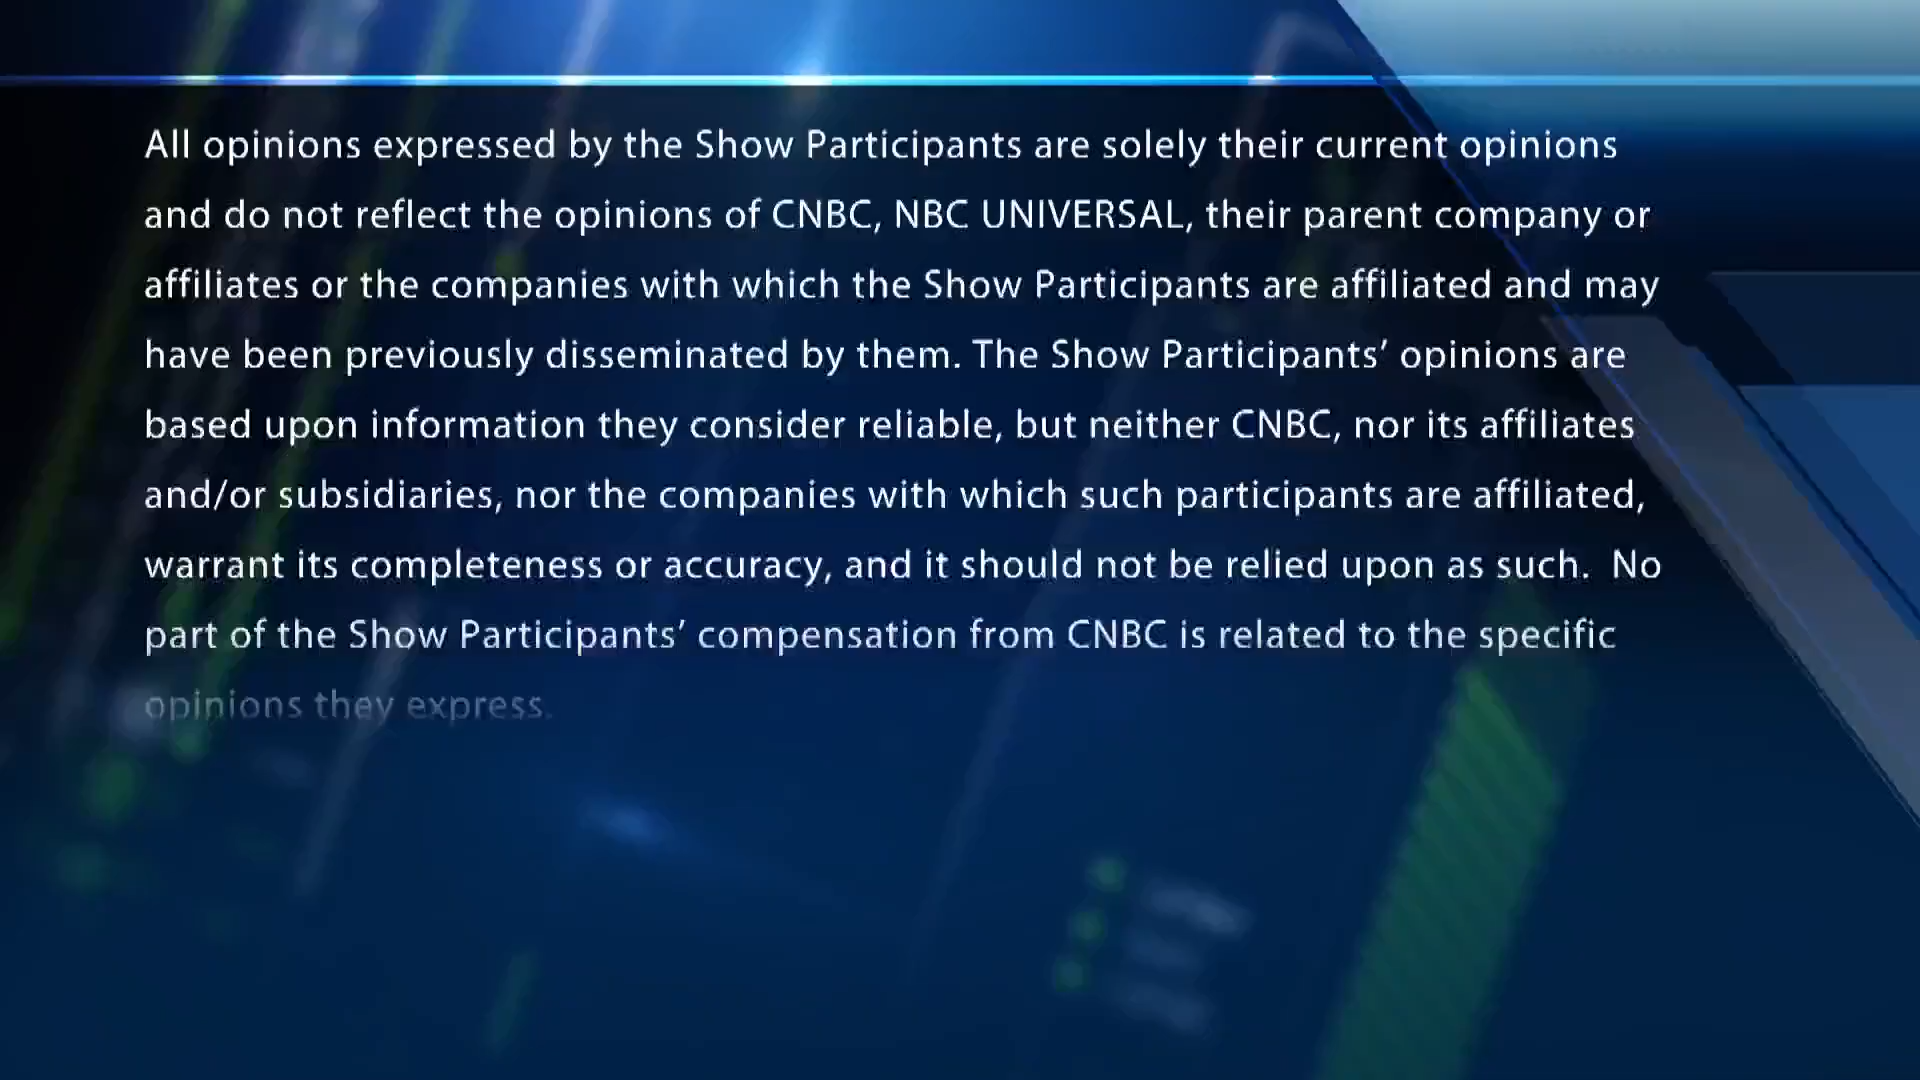 All opinions expressed by the Show Participants are solely their current opinions
and do not reflect the opinions of CNBC, NBC UNIVERSAL, their parent company or
affiliates or the companies with which the Show Participants are affiliated and may
have been previously disseminated by them. The Show Participants’ opinions are
based upon information they consider reliable, but neither CNBC, nor its affiliates
and/or subsidiaries, nor the companies with which such participants are affiliated,
warrant its completeness or accuracy, and it should not be relied upon as such.  No
part of the Show Participants’ compensation from CNBC is related to the specific
opinions they express.